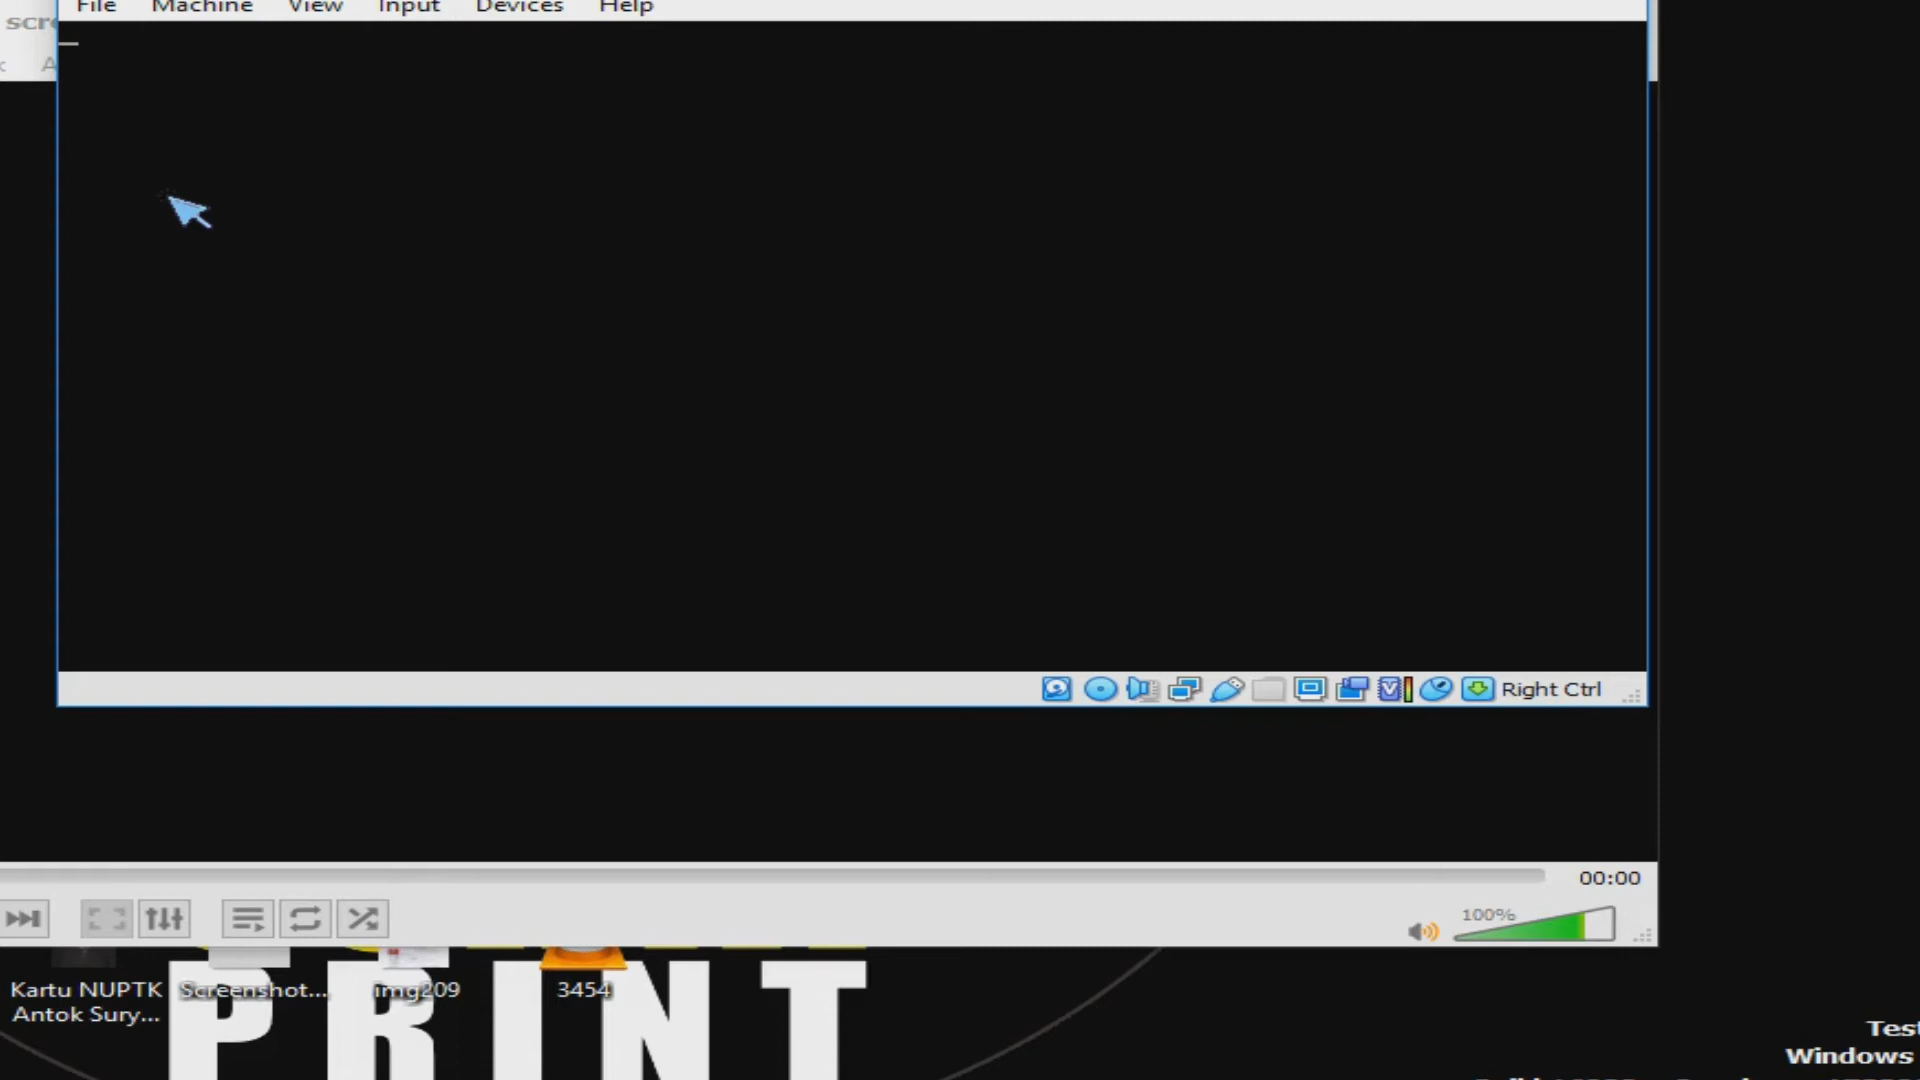 File Machine View Input Devices Help
Right Ctrl
00:00
100%
Kartu NUPTK
Antok Sury...
Screenshot...
img209
3454
PRINT
Windows